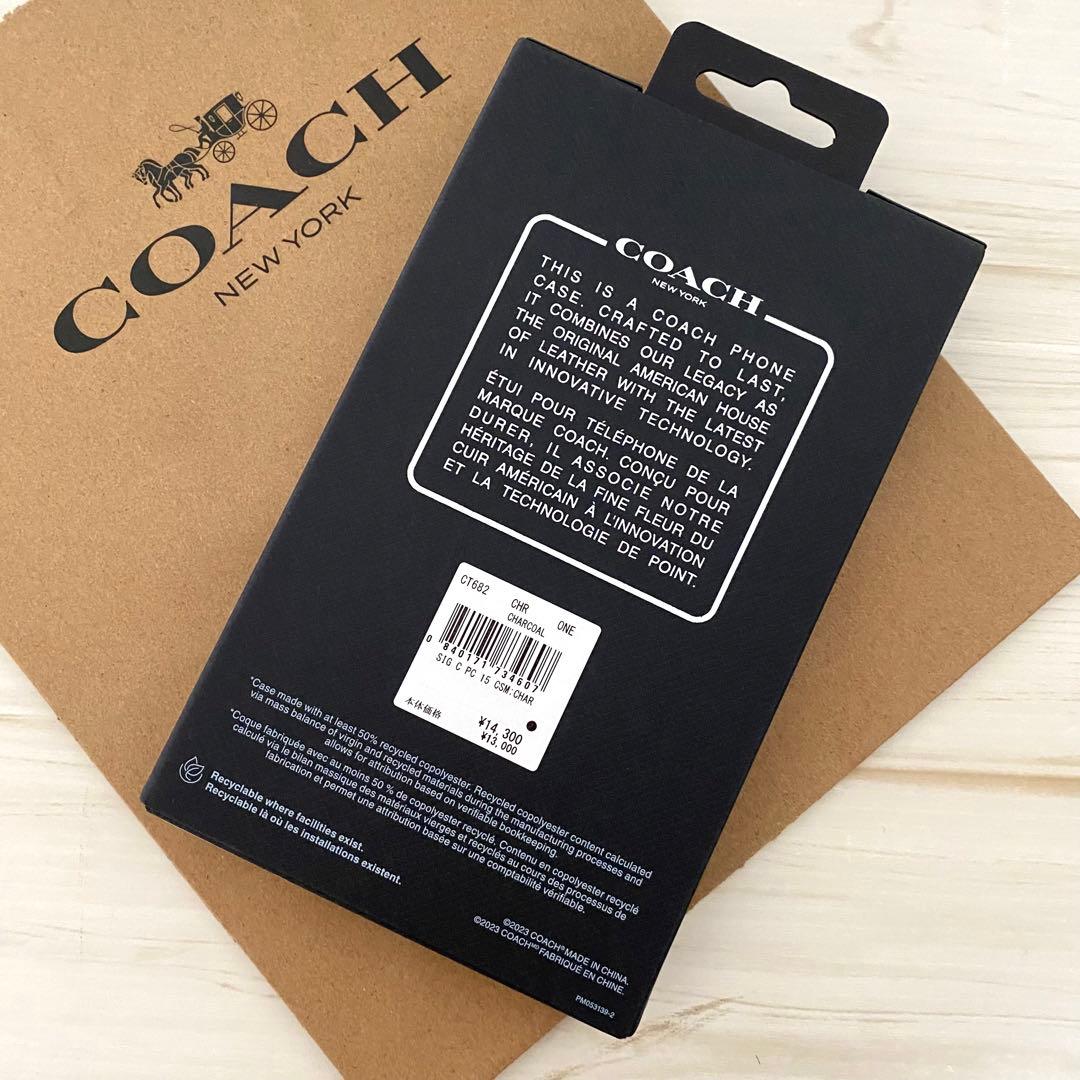 COACH
NEW YORK
COACH
NEW YORK
THIS IS A COACH PHONE
CASE. CRAFTED TO LAST,
IT COMBINES OUR LEGACY AS
THE ORIGINAL AMERICAN HOUSE
OF LEATHER WITH THE LATEST
IN INNOVATIVE TECHNOLOGY.
ÉTUI POUR TÉLÉPHONE DE LA
MARQUE COACH. CONÇU POUR
DURER, IL ASSOCIE NOTRE
HÉRITAGE DE LA FINE FLEUR DU
CUIR AMÉRICAIN À L'INNOVATION
ET LA TECHNOLOGIE DE POINT.
CT682 CHR ONE
CHARCOAL
0 840171 734607
SIG C PC 15 CSM:CHAR
本体価格 ¥14,300
¥13,000
*Case made with at least 50% recycled copolyester. Recycled copolyester content calculated
via mass balance of virgin and recycled materials during the manufacturing processes and
allows for attribution based on verifiable bookkeeping.
*Coque fabriquée avec au moins 50 % de copolyester recyclé. Contenu en copolyester recyclé
calculé via le bilan massique des matériaux vierges et recyclés au cours des processus de
fabrication et permet une attribution basée sur une comptabilité vérifiable.
Recyclable where facilities exist.
Recyclable là où les installations existent.
©2023 COACH® MADE IN CHINA.
©2023 COACHᴹᴰ FABRIQUÉ EN CHINE.
PM053139-2